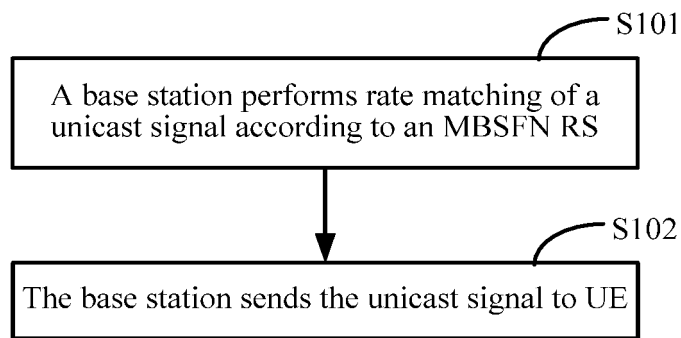 S101
A base station performs rate matching of a
unicast signal according to an MBSFN RS
S102
The base station sends the unicast signal to UE